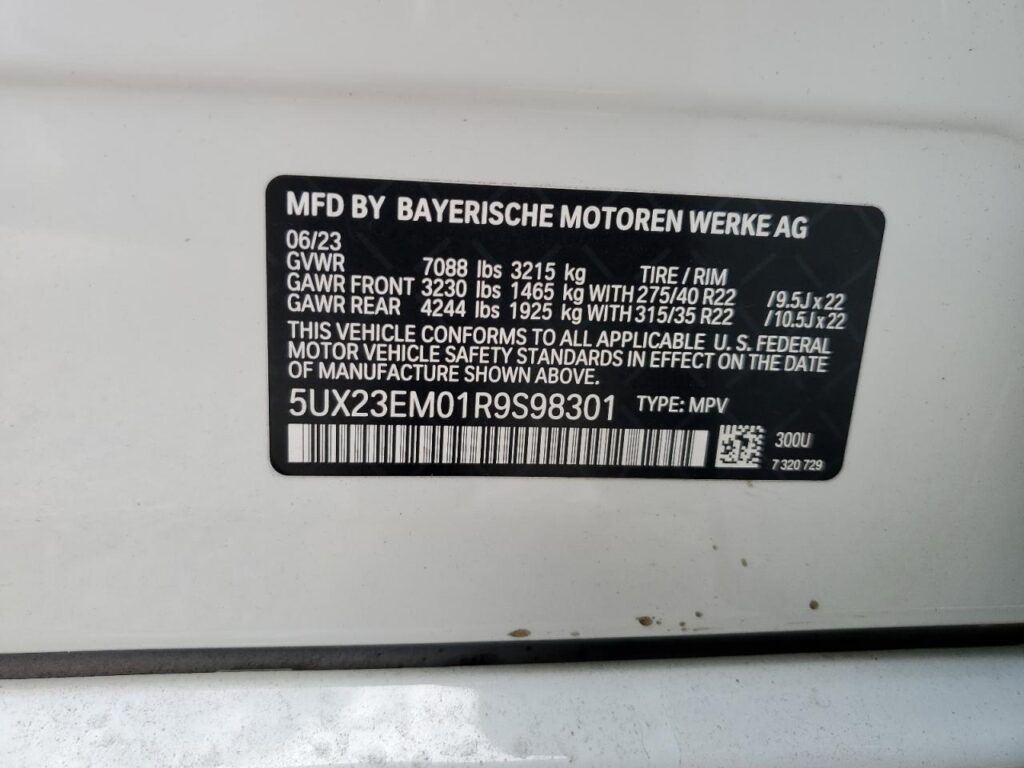 MFD BY BAYERISCHE MOTOREN WERKE AG
06/23
GVWR 7088 lbs 3215 kg TIRE / RIM
GAWR FRONT 3230 lbs 1465 kg WITH 275/40 R22 /9.5J x 22
GAWR REAR 4244 lbs 1925 kg WITH 315/35 R22 /10.5J x 22
THIS VEHICLE CONFORMS TO ALL APPLICABLE U. S. FEDERAL
MOTOR VEHICLE SAFETY STANDARDS IN EFFECT ON THE DATE
OF MANUFACTURE SHOWN ABOVE.
5UX23EM01R9S98301 TYPE: MPV
300U
7 320 729